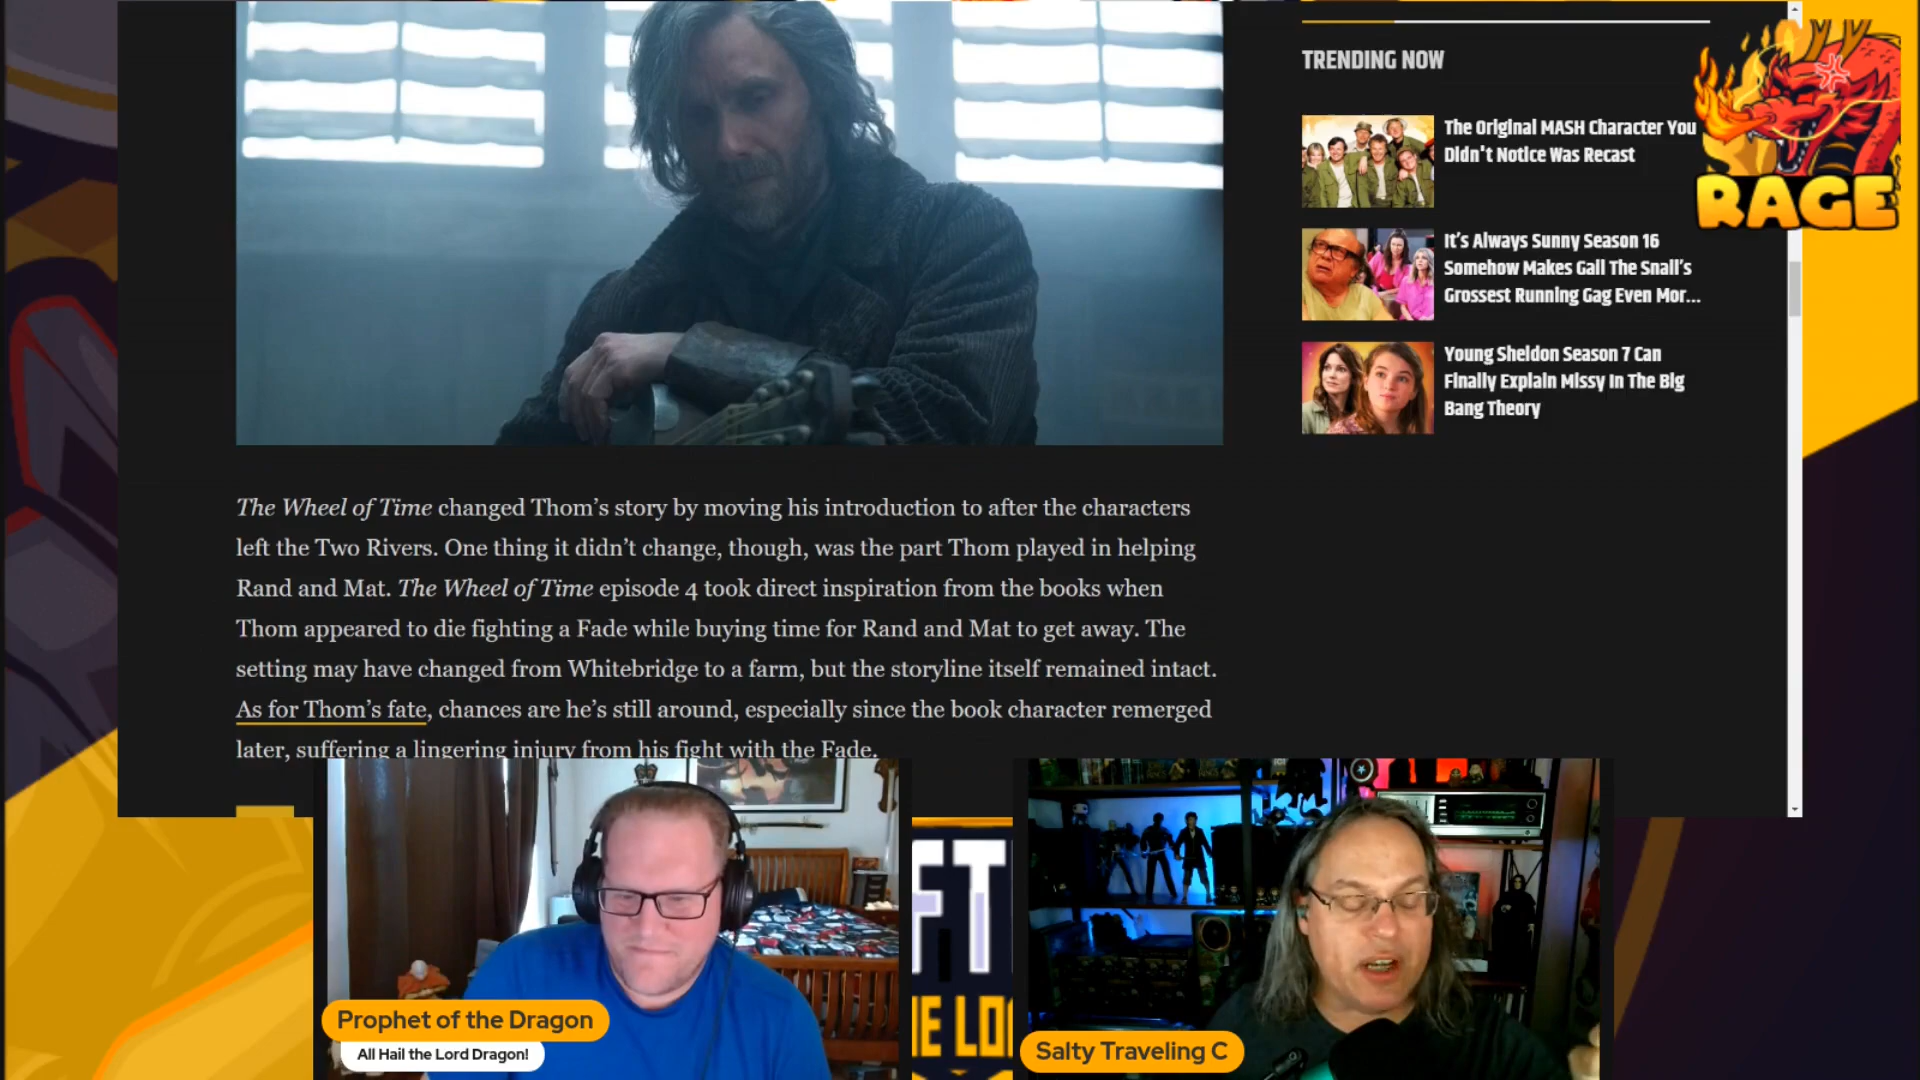 TRENDING NOW
The Original MASH Character You
Didn't Notice Was Recast
It's Always Sunny Season 16
Somehow Makes Gail The Snail's
Grossest Running Gag Even Mor...
Young Sheldon Season 7 Can
Finally Explain Missy In The Big
Bang Theory
RAGE
The Wheel of Time changed Thom’s story by moving his introduction to after the characters
left the Two Rivers. One thing it didn’t change, though, was the part Thom played in helping
Rand and Mat. The Wheel of Time episode 4 took direct inspiration from the books when
Thom appeared to die fighting a Fade while buying time for Rand and Mat to get away. The
setting may have changed from Whitebridge to a farm, but the storyline itself remained intact.
As for Thom’s fate, chances are he’s still around, especially since the book character remerged
later, suffering a lingering injury from his fight with the Fade.
FT
E LO
Prophet of the Dragon
All Hail the Lord Dragon!
Salty Traveling C